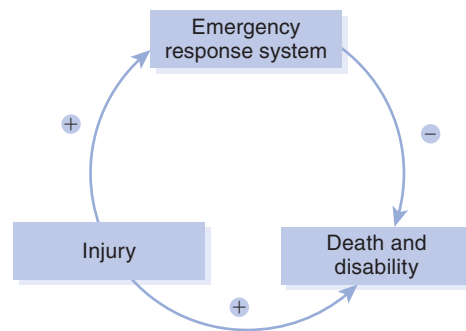 Emergency
response system
+
−
Injury
Death and
disability
+